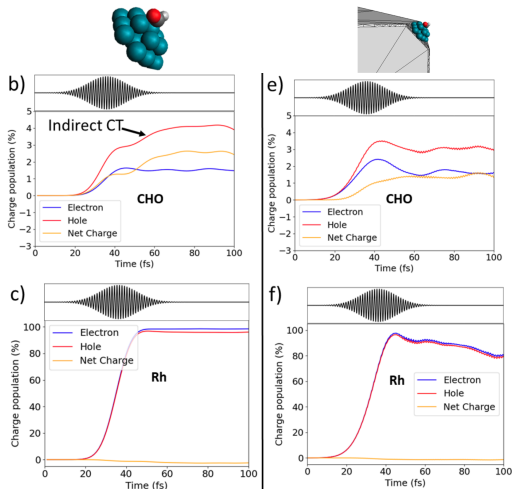 b)
Indirect CT
5
4
3
2
1
0
−1
−2
−3
Charge population (%)
Electron
Hole
Net Charge
CHO
0 20 40 60 80 100
Time (fs)
c)
100
80
60
40
20
0
Charge population (%)
Electron
Hole
Net Charge
Rh
0 20 40 60 80 100
Time (fs)
e)
5
4
3
2
1
0
−1
−2
−3
Charge population (%)
Electron
Hole
Net Charge
CHO
0 20 40 60 80 100
Time (fs)
f)
100
80
60
40
20
0
Charge population (%)
Rh
Electron
Hole
Net Charge
0 20 40 60 80 100
Time (fs)